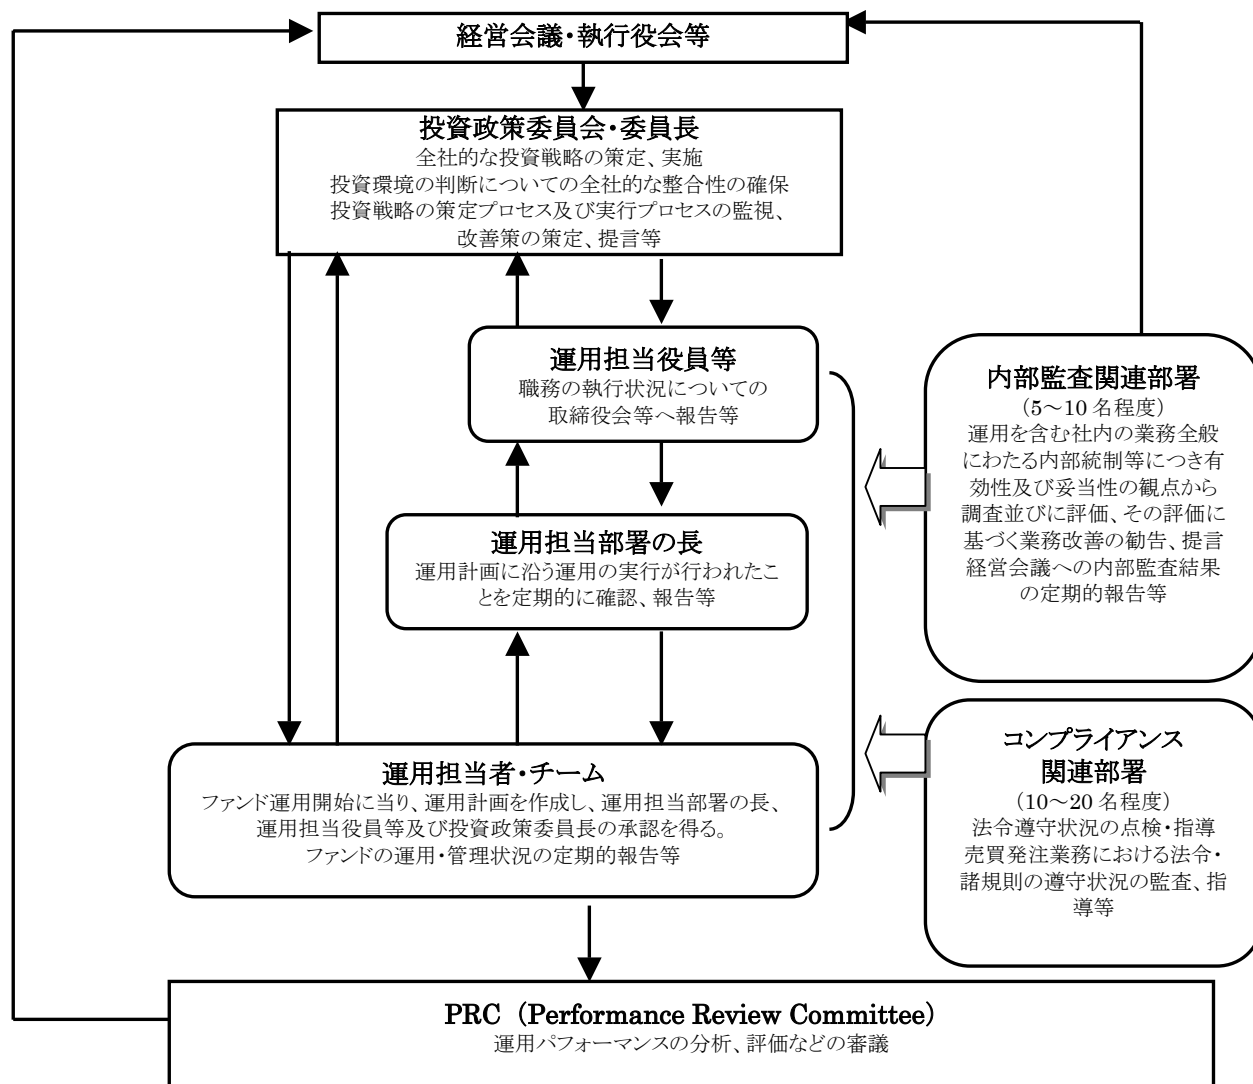 経営会議・執行役会等
投資政策委員会・委員長
全社的な投資戦略の策定、実施
投資環境の判断についての全社的な整合性の確保
投資戦略の策定プロセス及び実行プロセスの監視、
改善策の策定、提言等
運用担当役員等
職務の執行状況についての
取締役会等へ報告等
運用担当部署の長
運用計画に沿う運用の実行が行われたこ
とを定期的に確認、報告等
運用担当者・チーム
ファンド運用開始に当り、運用計画を作成し、運用担当部署の長、
運用担当役員等及び投資政策委員長の承認を得る。
ファンドの運用・管理状況の定期的報告等
内部監査関連部署
（5～10 名程度）
運用を含む社内の業務全般
にわたる内部統制等につき有
効性及び妥当性の観点から
調査並びに評価、その評価に
基づく業務改善の勧告、提言
経営会議への内部監査結果
の定期的報告等
コンプライアンス
関連部署
（10～20 名程度）
法令遵守状況の点検・指導
売買発注業務における法令・
諸規則の遵守状況の監査、指
導等
PRC（Performance Review Committee）
運用パフォーマンスの分析、評価などの審議